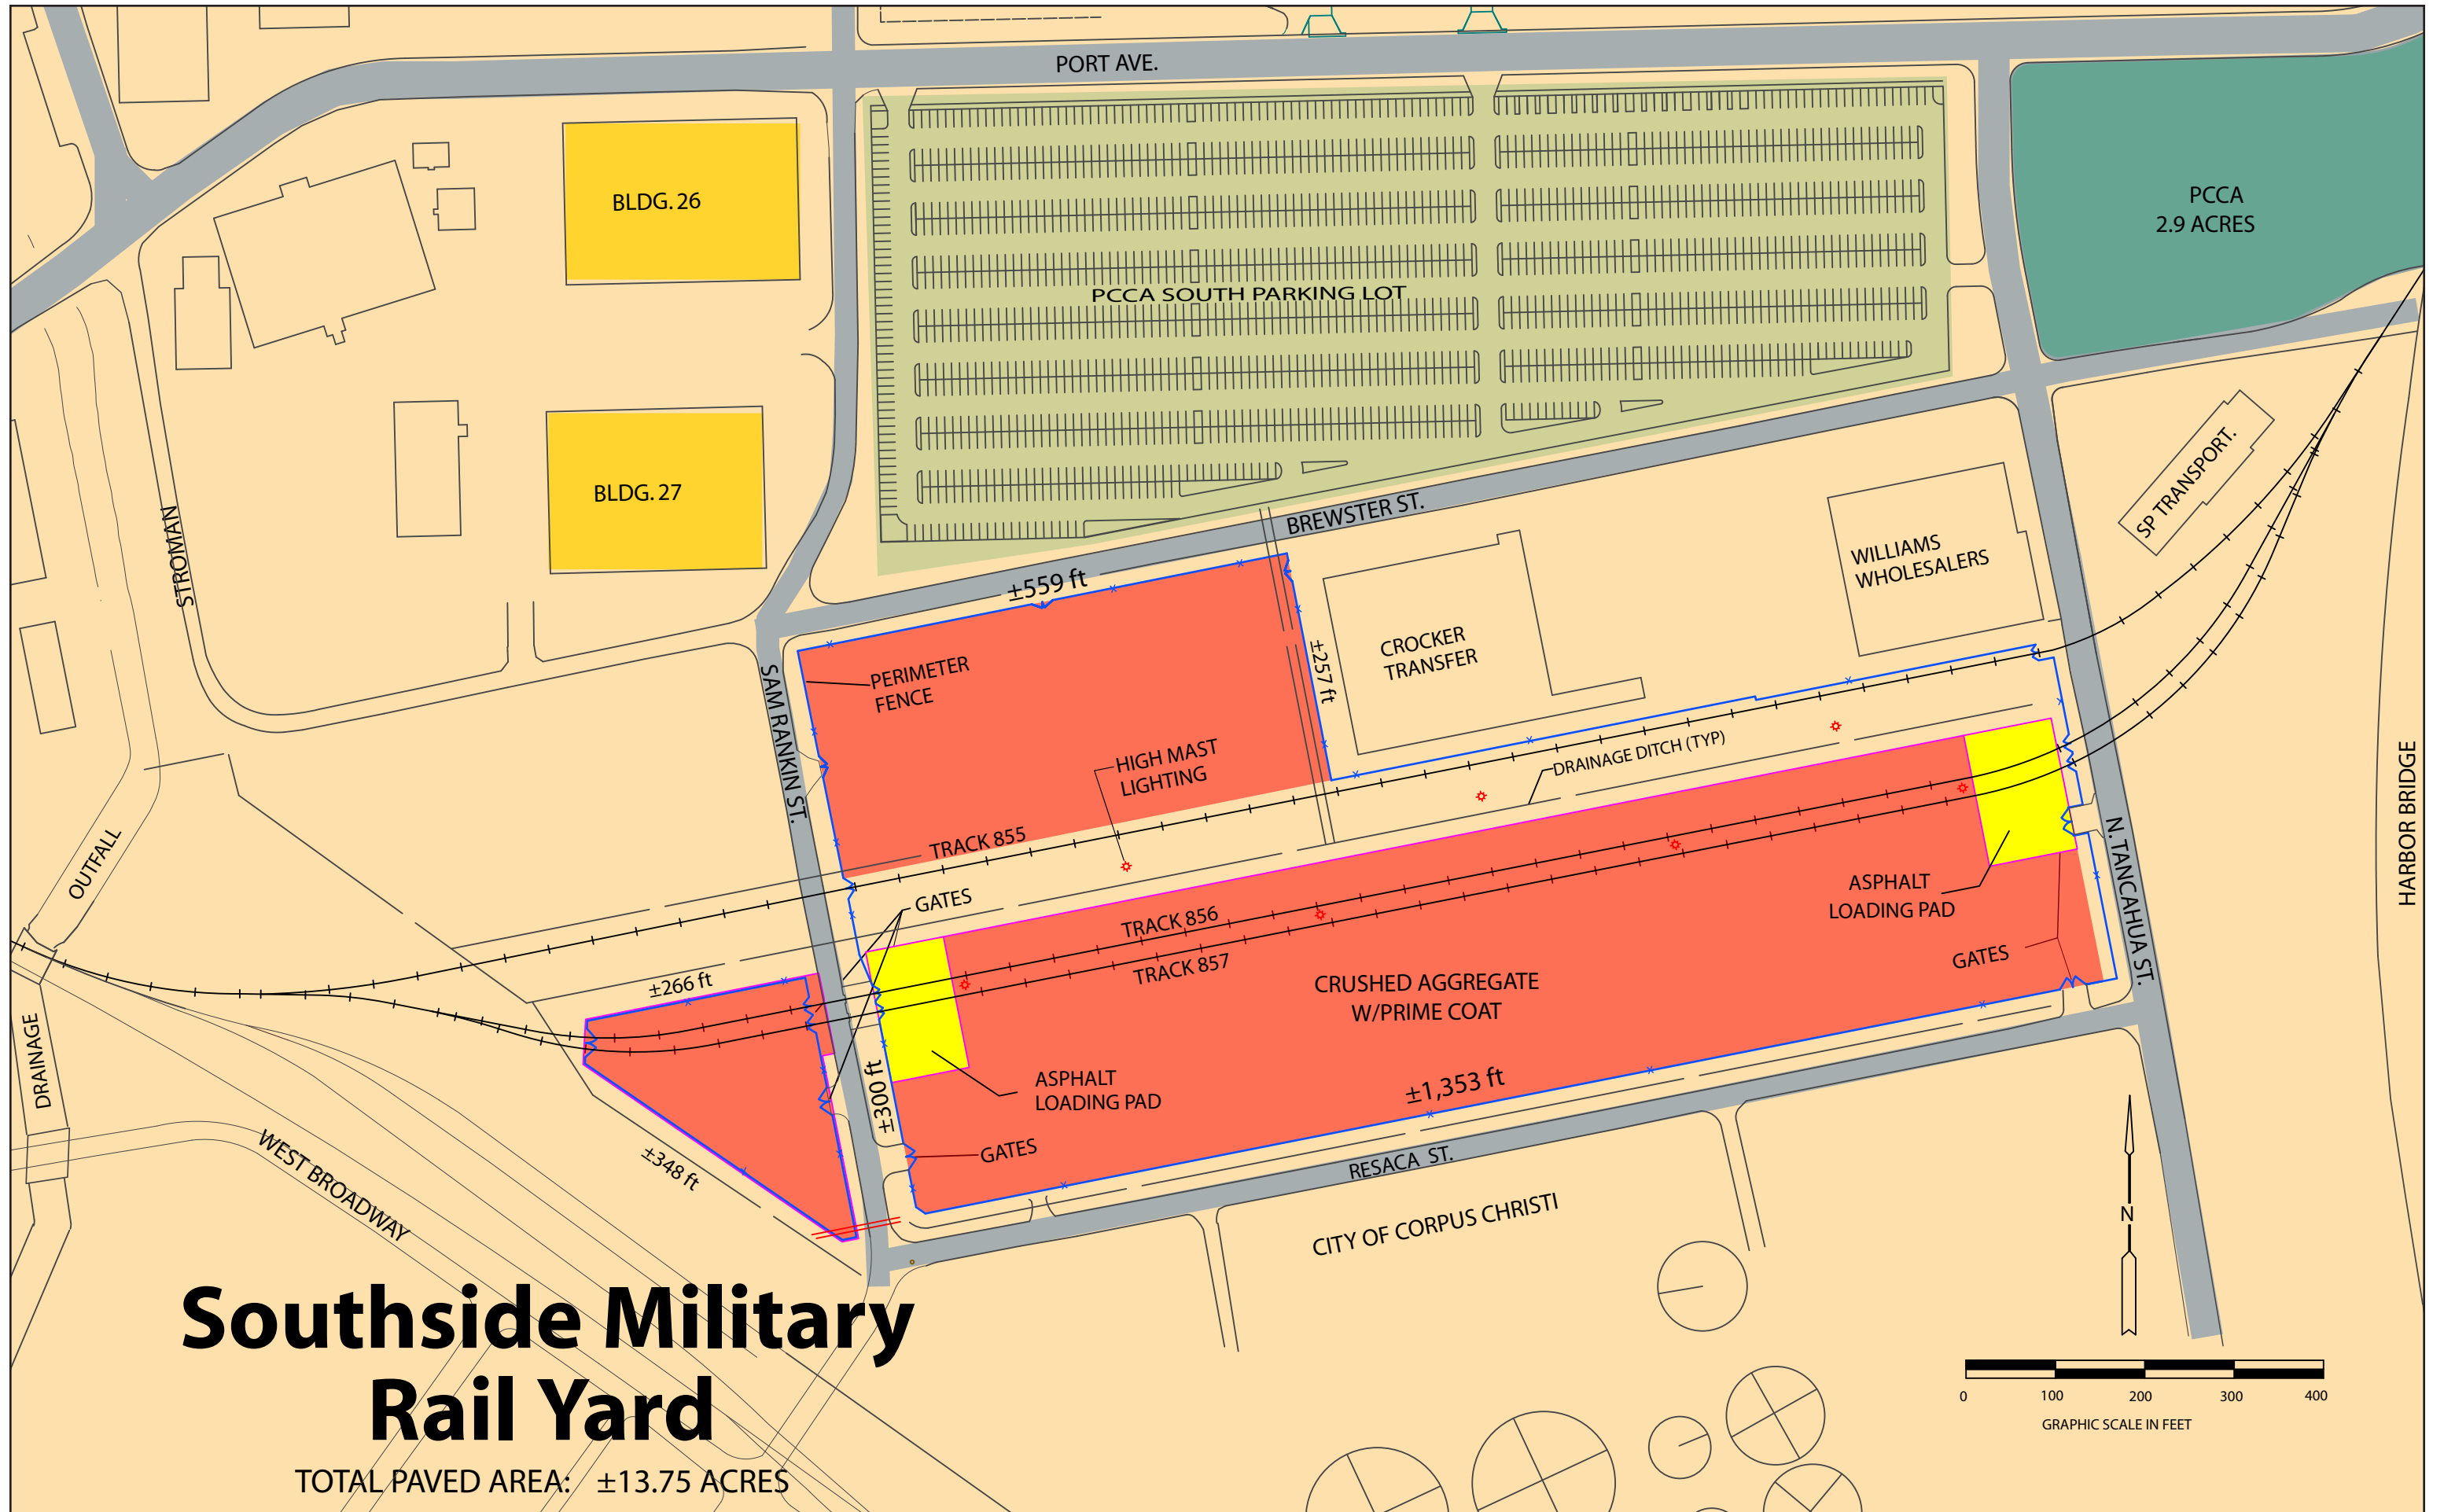 PORT AVE.
BLDG. 26
PCCA
2.9 ACRES
PCCA SOUTH PARKING LOT
BLDG. 27
STROMAN
BREWSTER ST.
SP TRANSPORT.
WILLIAMS
WHOLESALERS
±559 ft
CROCKER
TRANSFER
±257 ft
PERIMETER
FENCE
SAM RANKIN ST.
HIGH MAST
LIGHTING
DRAINAGE DITCH (TYP)
HARBOR BRIDGE
TRACK 855
OUTFALL
GATES
ASPHALT
LOADING PAD
N. TANCAHUA ST.
TRACK 856
TRACK 857
GATES
±266 ft
CRUSHED AGGREGATE
W/PRIME COAT
DRAINAGE
ASPHALT
LOADING PAD
±300 ft
±1,353 ft
GATES
±348 ft
WEST BROADWAY
RESACA ST.
CITY OF CORPUS CHRISTI
N
Southside Military
Rail Yard
TOTAL PAVED AREA: ±13.75 ACRES
0 100 200 300 400
GRAPHIC SCALE IN FEET